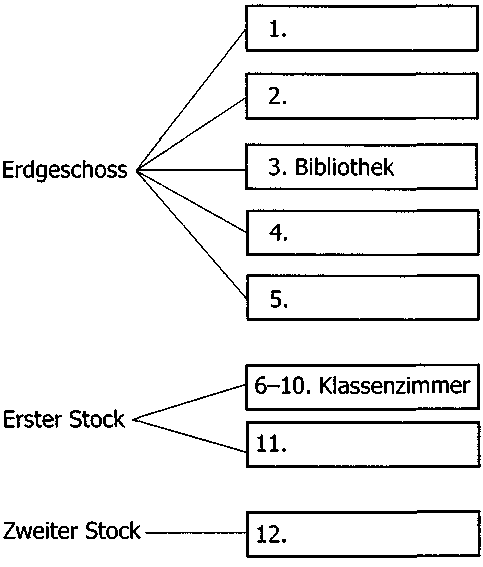 1.
2.
Erdgeschoss
3. Bibliothek
4.
5.
6–10. Klassenzimmer
Erster Stock
11.
Zweiter Stock
12.